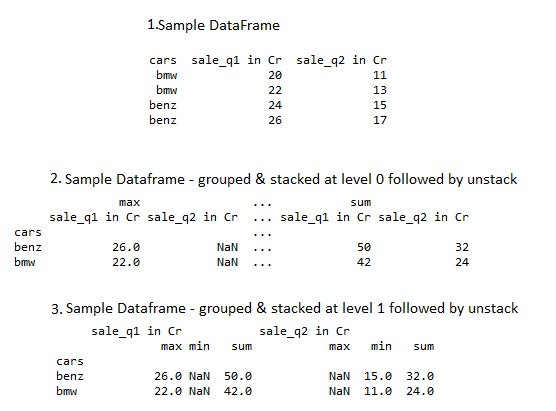 1.Sample DataFrame
cars sale_q1 in Cr sale_q2 in Cr
bmw 20 11
bmw 22 13
benz 24 15
benz 26 17
2. Sample Dataframe - grouped & stacked at level 0 followed by unstack
max ... sum
sale_q1 in Cr sale_q2 in Cr ... sale_q1 in Cr sale_q2 in Cr
cars ...
benz 26.0 NaN ... 50 32
bmw 22.0 NaN ... 42 24
3. Sample Dataframe - grouped & stacked at level 1 followed by unstack
sale_q1 in Cr sale_q2 in Cr
max min sum max min sum
cars
benz 26.0 NaN 50.0 NaN 15.0 32.0
bmw 22.0 NaN 42.0 NaN 11.0 24.0